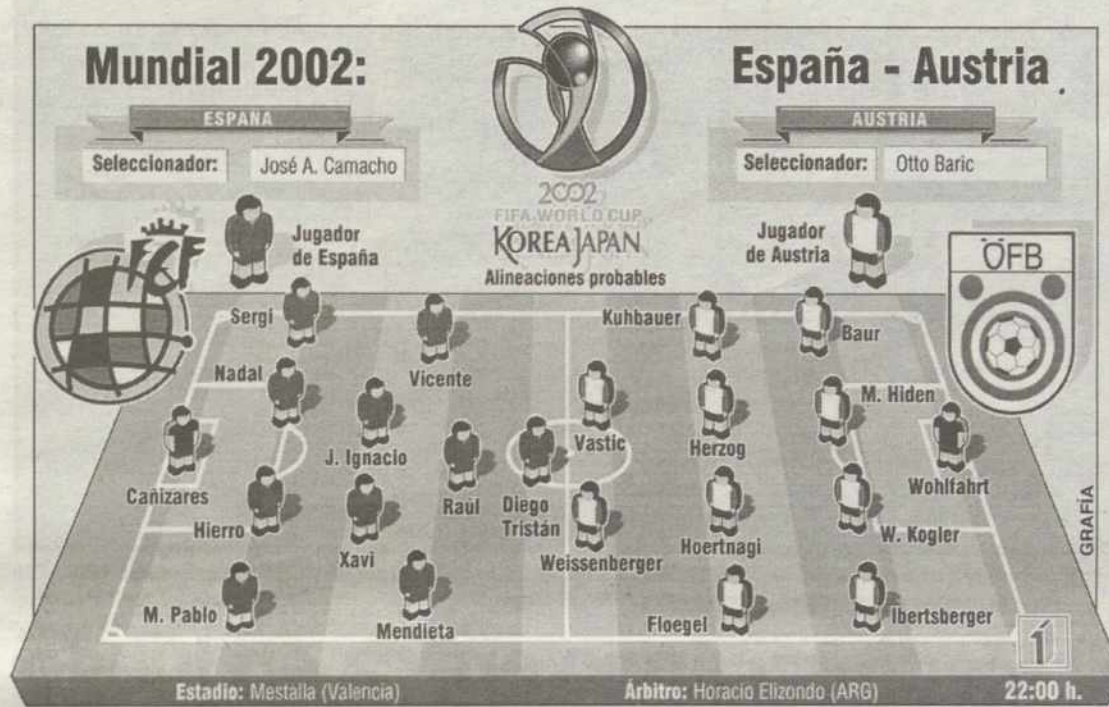 Mundial 2002:
España - Austria
ESPAÑA
Seleccionador: José A. Camacho
AUSTRIA
Seleccionador: Otto Baric
2002
FIFA WORLD CUP
KOREA JAPAN
Alineaciones probables
Jugador
de España
Jugador
de Austria
FCF
ÖFB
Sergi
Vicente
Kuhbauer
Baur
Nadal
J. Ignacio
Vastic
Herzog
M. Hiden
Cañizares
Raúl
Diego
Tristán
Wohlfahrt
Hierro
Xavi
Weissenberger
Hoertnagi
W. Kogler
M. Pablo
Mendieta
Floegel
Ibertsberger
GRAFÍA
1
Estadio: Mestalla (Valencia)
Árbitro: Horacio Elizondo (ARG)
22:00 h.